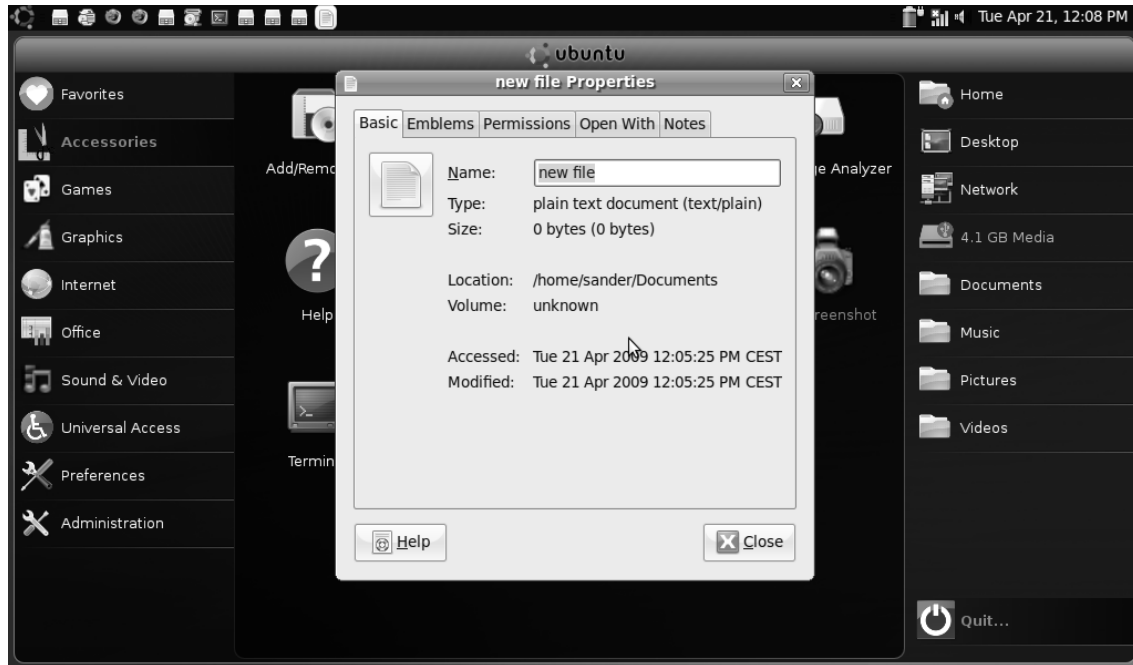 Tue Apr 21, 12:08 PM
ubuntu
Favorites
Accessories
Games
Graphics
Internet
Office
Sound & Video
Universal Access
Preferences
Administration
Add/Remo
Help
Termin
new file Properties
Basic Emblems Permissions Open With Notes
Name: new file
Type: plain text document (text/plain)
Size: 0 bytes (0 bytes)
Location: /home/sander/Documents
Volume: unknown
Accessed: Tue 21 Apr 2009 12:05:25 PM CEST
Modified: Tue 21 Apr 2009 12:05:25 PM CEST
Help
Close
ge Analyzer
reenshot
Home
Desktop
Network
4.1 GB Media
Documents
Music
Pictures
Videos
Quit...